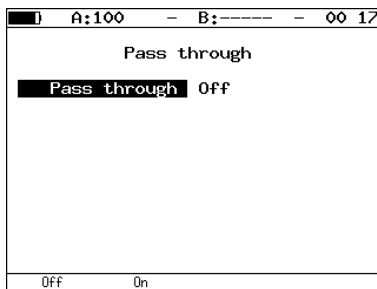 A:100 - B:----- - 00 17
Pass through
Pass through Off
Off On